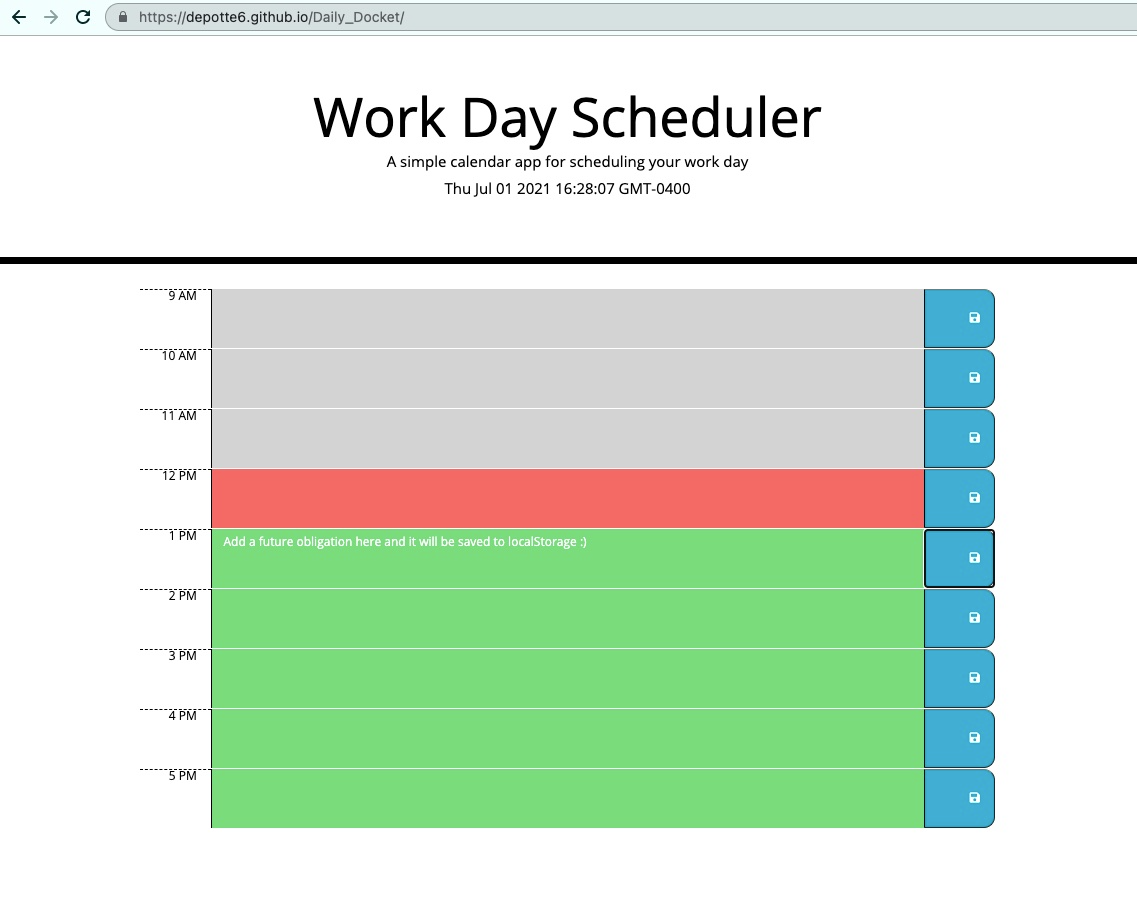 https://depotte6.github.io/Daily_Docket/
Work Day Scheduler
A simple calendar app for scheduling your work day
Thu Jul 01 2021 16:28:07 GMT-0400
9 AM
10 AM
11 AM
12 PM
1 PM
Add a future obligation here and it will be saved to localStorage :)
2 PM
3 PM
4 PM
5 PM